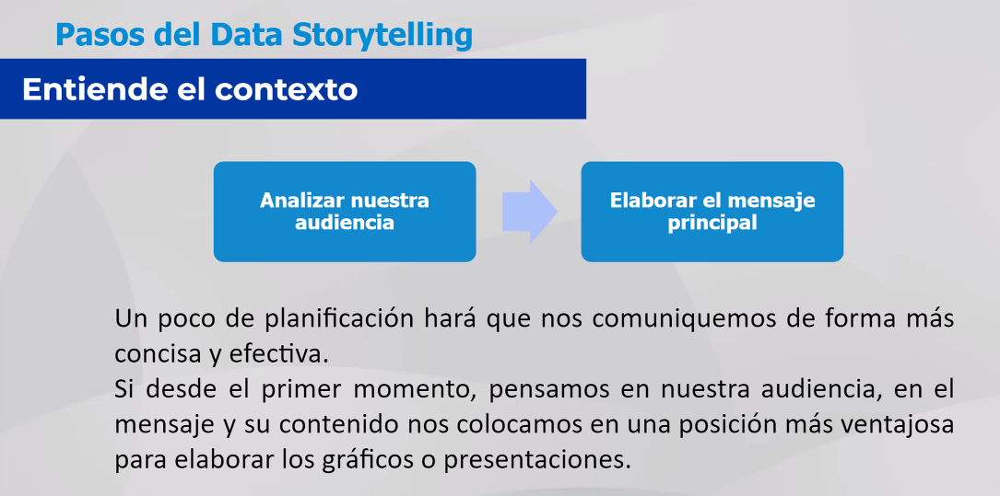 Pasos del Data Storytelling
Entiende el contexto
Analizar nuestra
audiencia
Elaborar el mensaje
principal
Un poco de planificación hará que nos comuniquemos de forma más
concisa y efectiva.
Si desde el primer momento, pensamos en nuestra audiencia, en el
mensaje y su contenido nos colocamos en una posición más ventajosa
para elaborar los gráficos o presentaciones.